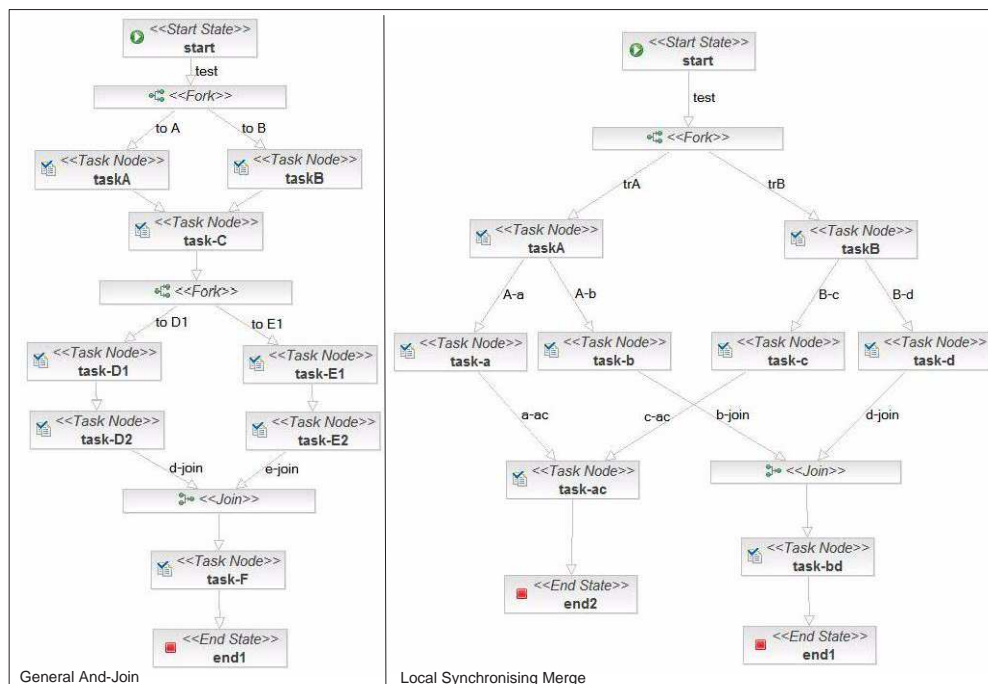 <<Start State>>
start
test
<<Fork>>
to A
to B
<<Task Node>>
taskA
<<Task Node>>
taskB
<<Task Node>>
task-C
<<Fork>>
to D1
to E1
<<Task Node>>
task-D1
<<Task Node>>
task-E1
<<Task Node>>
task-D2
<<Task Node>>
task-E2
d-join
e-join
<<Join>>
<<Task Node>>
task-F
<<End State>>
end1
General And-Join
<<Start State>>
start
test
<<Fork>>
trA
trB
<<Task Node>>
taskA
<<Task Node>>
taskB
A-a
A-b
B-c
B-d
<<Task Node>>
task-a
<<Task Node>>
task-b
<<Task Node>>
task-c
<<Task Node>>
task-d
a-ac
c-ac
b-join
d-join
<<Task Node>>
task-ac
<<Join>>
<<Task Node>>
task-bd
<<End State>>
end2
<<End State>>
end1
Local Synchronising Merge